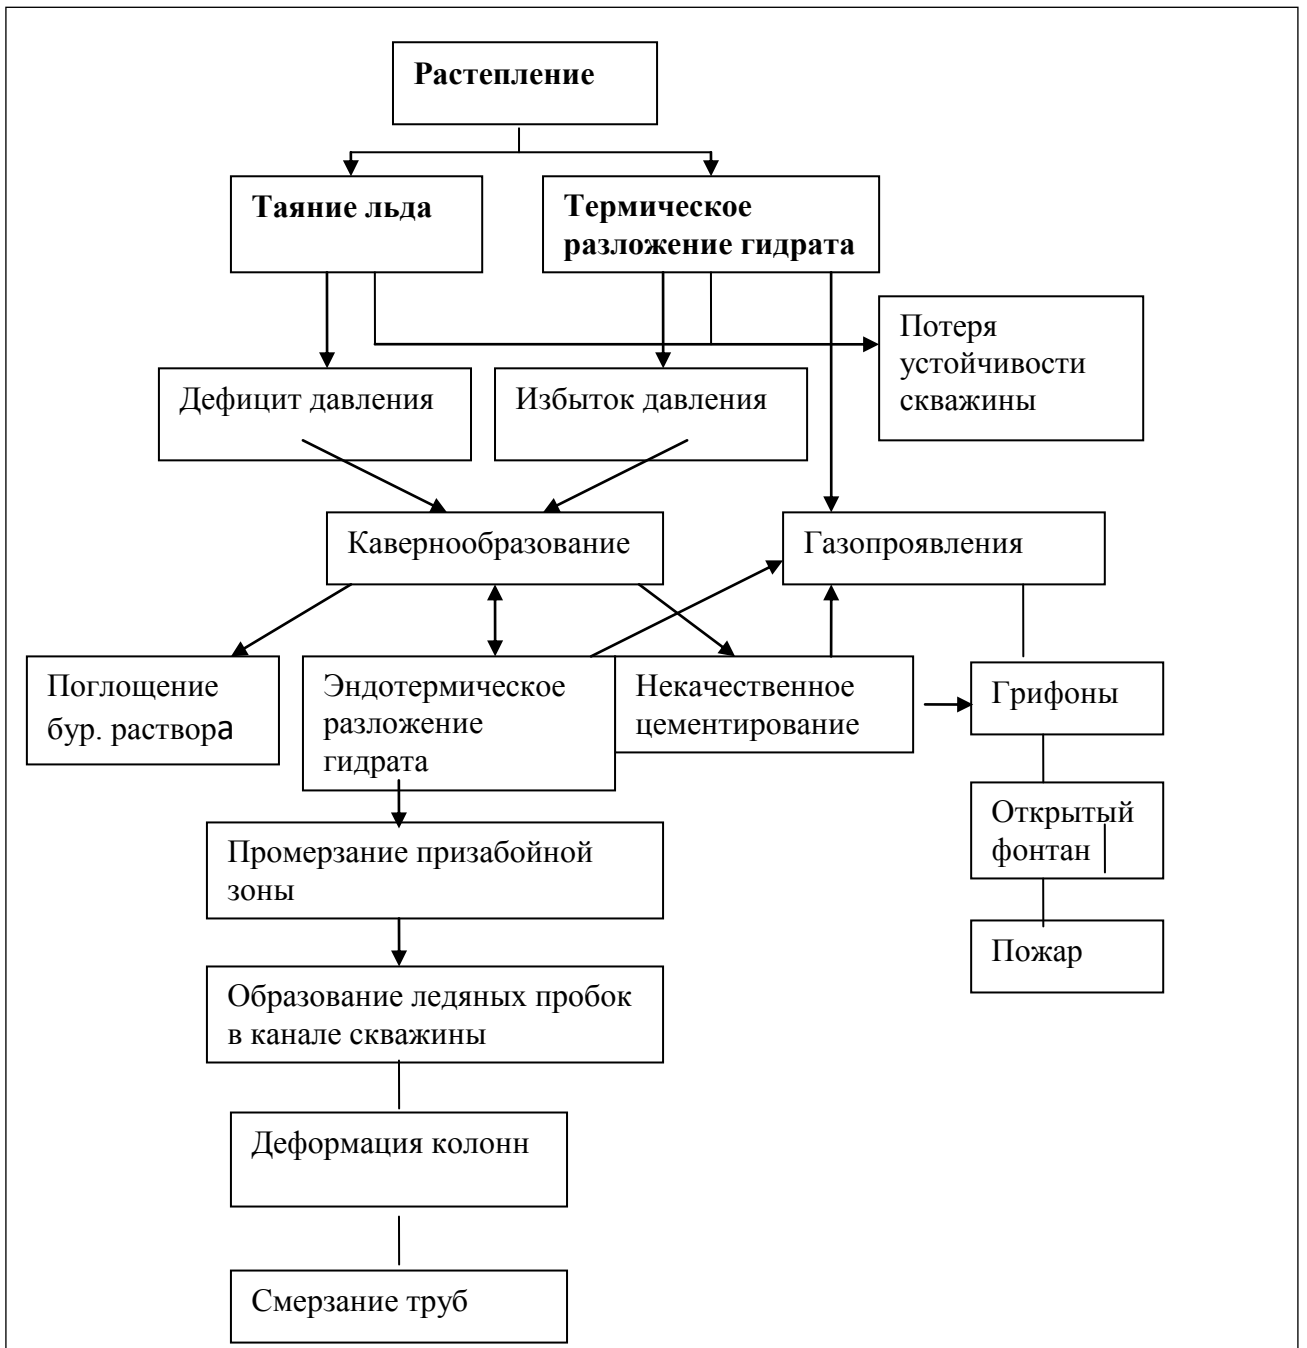 Растепление
Таяние льда
Термическое
разложение гидрата
Потеря
устойчивости
скважины
Дефицит давления
Избыток давления
Кавернообразование
Газопроявления
Поглощение
бур. раствора
Эндотермическое
разложение
гидрата
Некачественное
цементирование
Грифоны
Открытый
фонтан
Промерзание призабойной
зоны
Пожар
Образование ледяных пробок
в канале скважины
Деформация колонн
Смерзание труб